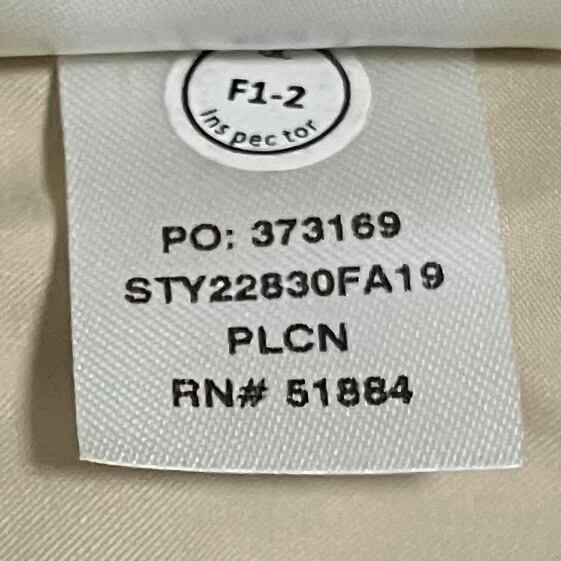 F1-2
Inspector
PO: 373169
STY22830FA19
PLCN
RN# 51884